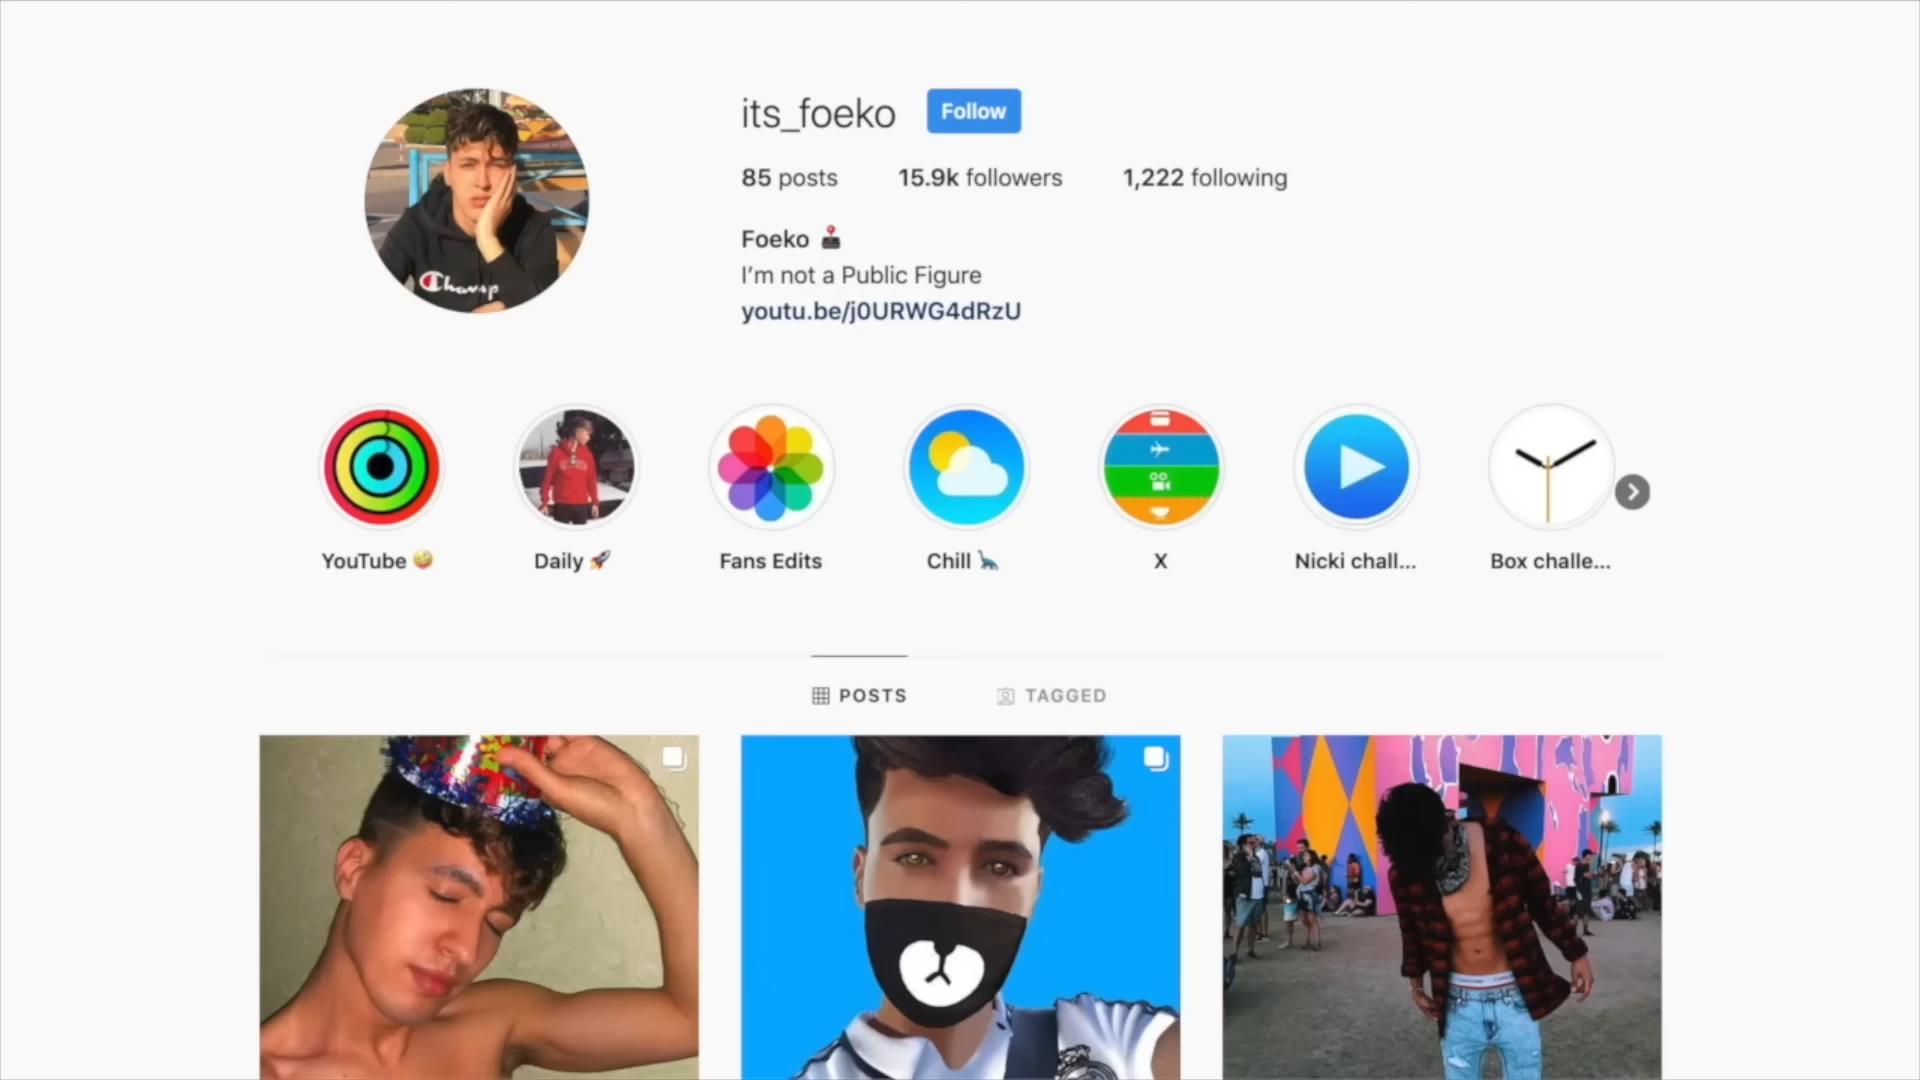 its_foeko Follow
85 posts 15.9k followers 1,222 following
Foeko 🕹️
I’m not a Public Figure
youtu.be/j0URWG4dRzU
YouTube 🤪 Daily 🚀 Fans Edits Chill 🦕 X Nicki chall... Box challe...
POSTS TAGGED
Champ